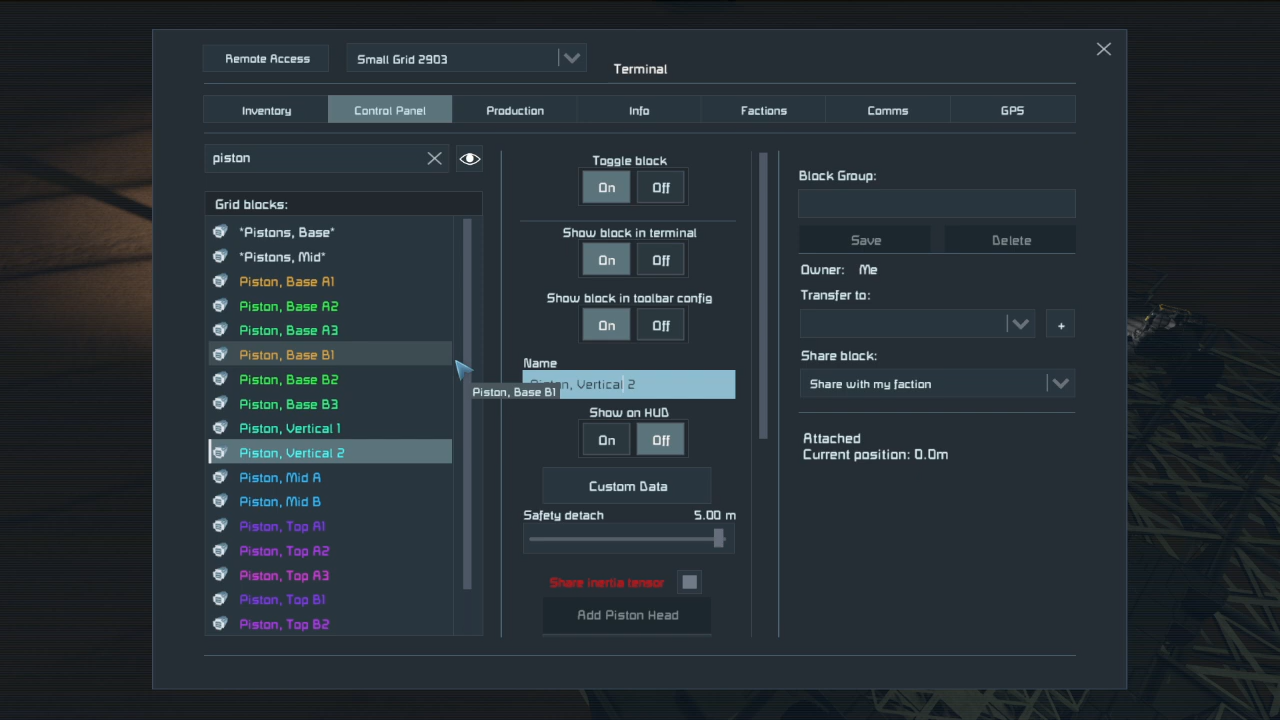 Remote Access
Small Grid 2903
Terminal
Inventory
Control Panel
Production
Info
Factions
Comms
GPS
piston
Grid blocks:
*Pistons, Base*
*Pistons, Mid*
Piston, Base A1
Piston, Base A2
Piston, Base A3
Piston, Base B1
Piston, Base B2
Piston, Base B3
Piston, Vertical 1
Piston, Vertical 2
Piston, Mid A
Piston, Mid B
Piston, Top A1
Piston, Top A2
Piston, Top A3
Piston, Top B1
Piston, Top B2
Piston, Base B1
Toggle block
On Off
Show block in terminal
On Off
Show block in toolbar config
On Off
Name
Piston, Vertical 2
Show on HUD
On Off
Custom Data
Safety detach 5.00 m
Share inertia tensor
Add Piston Head
Block Group:
Save Delete
Owner: Me
Transfer to:
+
Share block:
Share with my faction
Attached
Current position: 0.0m